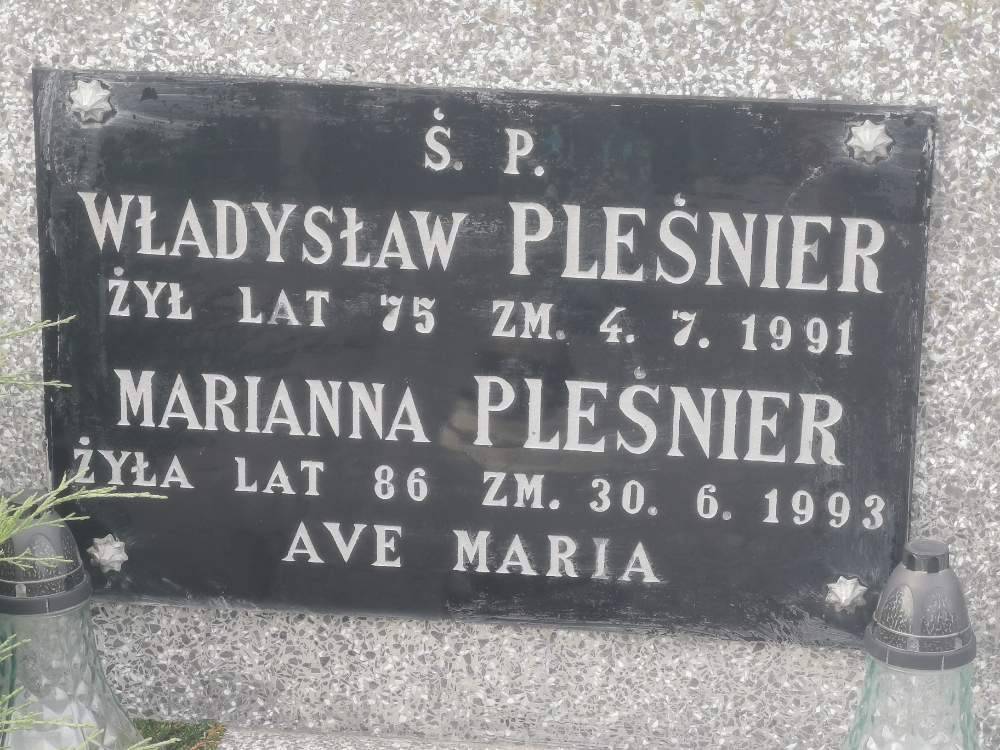 Ś. P.
WŁADYSŁAW PLEŚNIER
ŻYŁ LAT 75 ZM. 4. 7. 1991
MARIANNA PLEŚNIER
ŻYŁA LAT 86 ZM. 30. 6. 1993
AVE MARIA